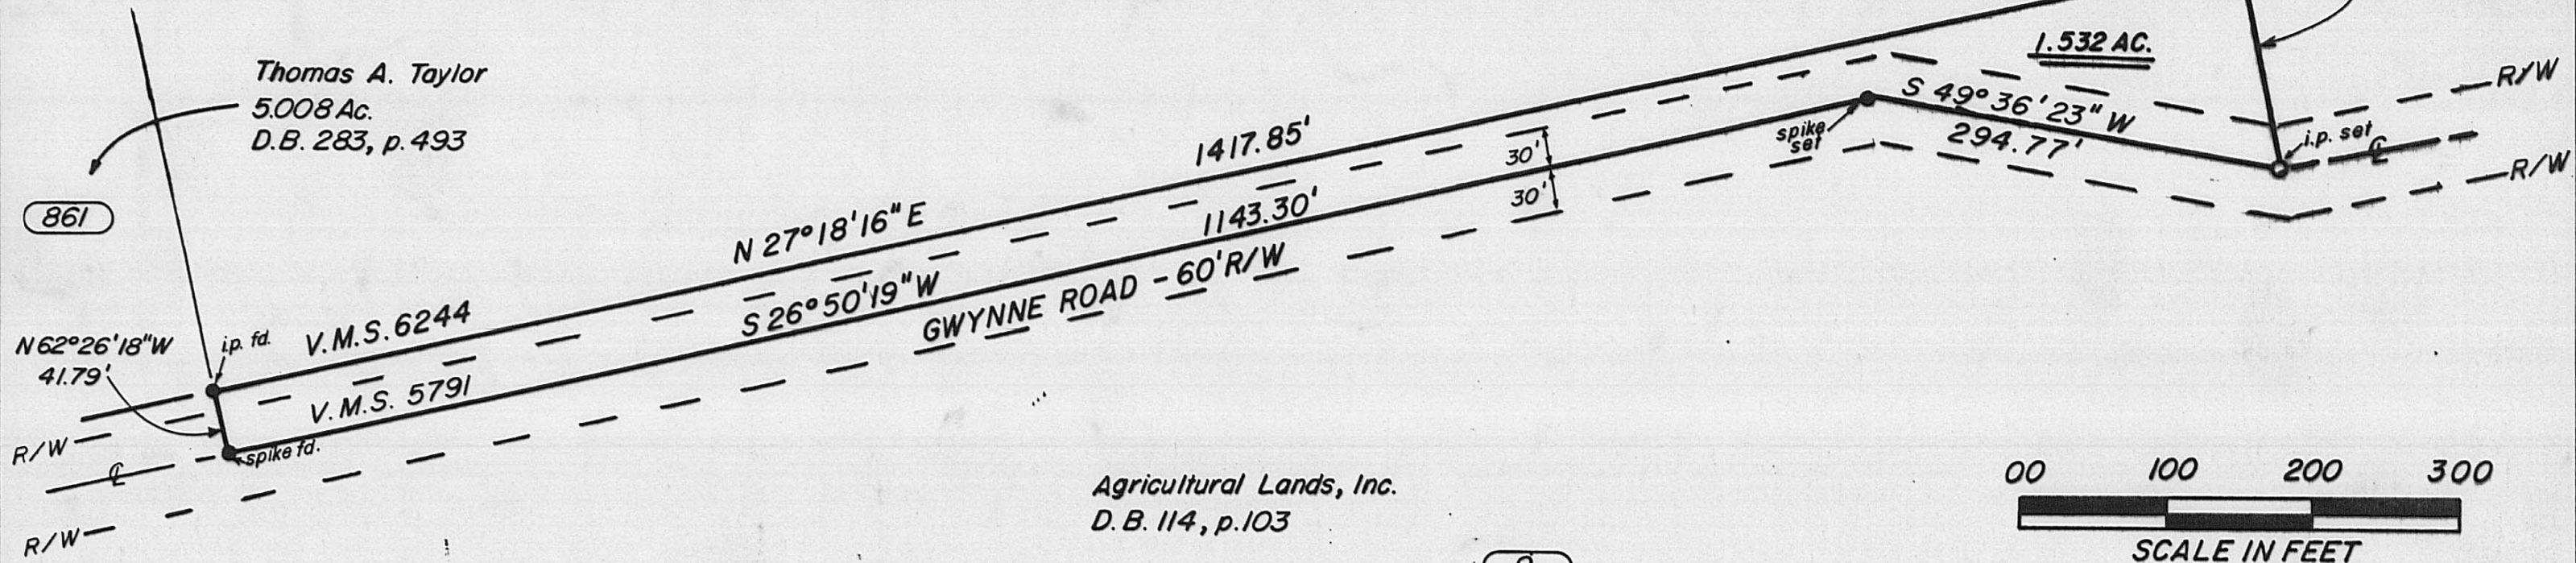 Thomas A. Taylor
5.008 Ac.
D.B. 283, p. 493
861
N 62° 26' 18" W
41.79'
i.p. fd.
V.M.S. 6244
V.M.S. 5791
spike fd.
R/W
℄
R/W
N 27° 18' 16" E
1417.85'
S 26° 50' 19" W
1143.30'
GWYNNE ROAD - 60' R/W
30'
30'
spike
set
1.532 AC.
S 49° 36' 23" W
294.77'
i.p. set
℄
R/W
R/W
Agricultural Lands, Inc.
D.B. 114, p. 103
00 100 200 300
SCALE IN FEET